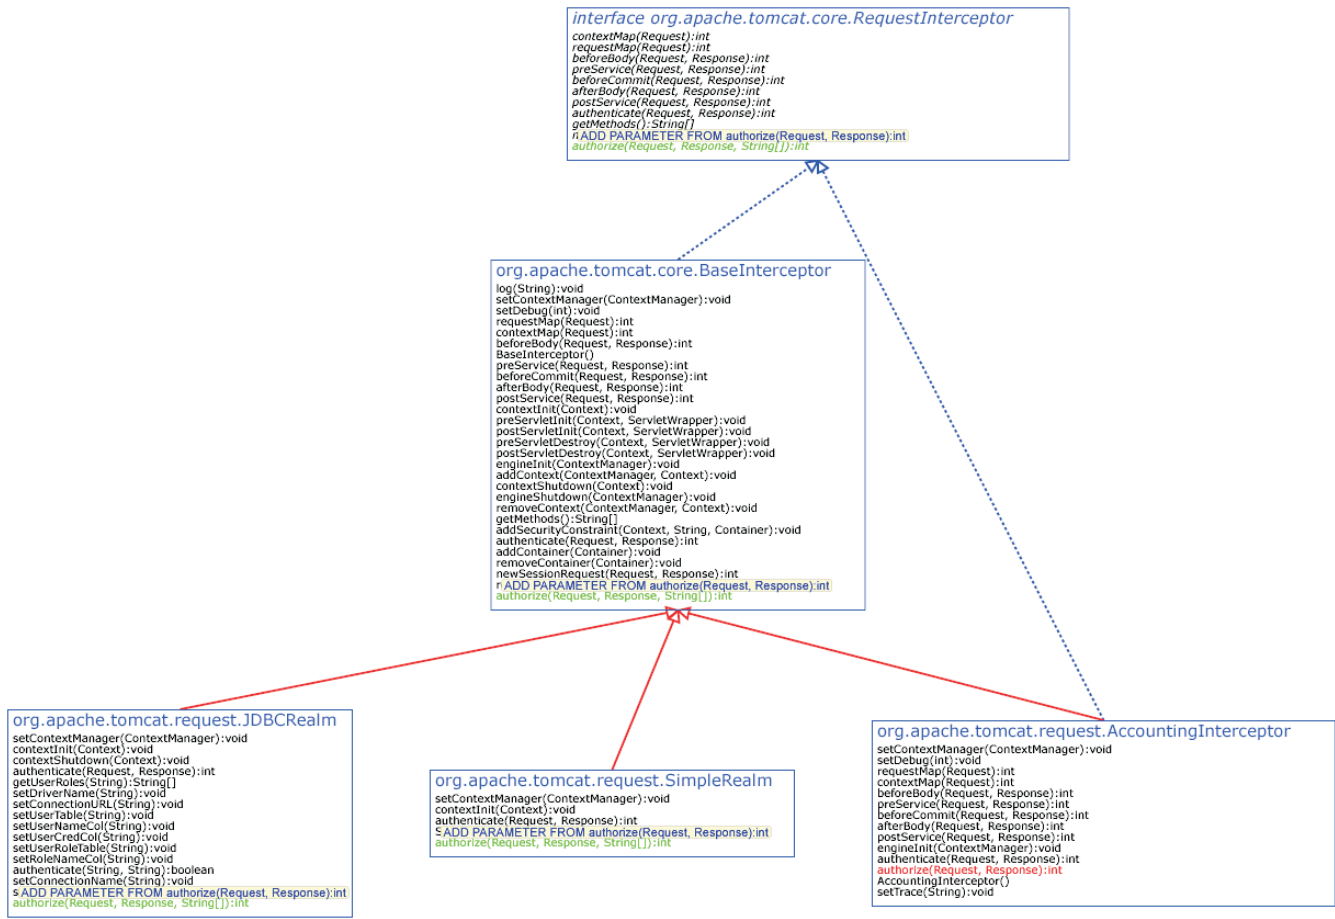 interface org.apache.tomcat.core.RequestInterceptor
contextMap(Request):int
requestMap(Request):int
beforeBody(Request, Response):int
preService(Request, Response):int
beforeCommit(Request, Response):int
afterBody(Request, Response):int
postService(Request, Response):int
authenticate(Request, Response):int
getMethods():String[]
ADD PARAMETER FROM authorize(Request, Response):int
authorize(Request, Response, String[]):int
org.apache.tomcat.core.BaseInterceptor
log(String):void
setContextManager(ContextManager):void
setDebug(int):void
requestMap(Request):int
contextMap(Request):int
beforeBody(Request, Response):int
BaseInterceptor()
preService(Request, Response):int
beforeCommit(Request, Response):int
afterBody(Request, Response):int
postService(Request, Response):int
contextInit(Context):void
preServletInit(Context, ServletWrapper):void
postServletInit(Context, ServletWrapper):void
preServletDestroy(Context, ServletWrapper):void
postServletDestroy(Context, ServletWrapper):void
engineInit(ContextManager):void
addContext(ContextManager, Context):void
contextShutdown(Context):void
engineShutdown(ContextManager):void
removeContext(ContextManager, Context):void
getMethods():String[]
addSecurityConstraint(Context, String, Container):void
authenticate(Request, Response):int
addContainer(Container):void
removeContainer(Container):void
newSessionRequest(Request, Response):int
ADD PARAMETER FROM authorize(Request, Response):int
authorize(Request, Response, String[]):int
org.apache.tomcat.request.JDBCRealm
setContextManager(ContextManager):void
contextInit(Context):void
contextShutdown(Context):void
authenticate(Request, Response):int
getUserRoles(String):String[]
setDriverName(String):void
setConnectionURL(String):void
setUserTable(String):void
setUserNameCol(String):void
setUserCredCol(String):void
setUserRoleTable(String):void
setRoleNameCol(String):void
authenticate(String, String):boolean
setConnectionName(String):void
ADD PARAMETER FROM authorize(Request, Response):int
authorize(Request, Response, String[]):int
org.apache.tomcat.request.SimpleRealm
setContextManager(ContextManager):void
contextInit(Context):void
authenticate(Request, Response):int
ADD PARAMETER FROM authorize(Request, Response):int
authorize(Request, Response, String[]):int
org.apache.tomcat.request.AccountingInterceptor
setContextManager(ContextManager):void
setDebug(int):void
requestMap(Request):int
contextMap(Request):int
beforeBody(Request, Response):int
preService(Request, Response):int
beforeCommit(Request, Response):int
afterBody(Request, Response):int
postService(Request, Response):int
engineInit(ContextManager):void
authenticate(Request, Response):int
authorize(Request, Response):int
AccountingInterceptor()
setTrace(String):void